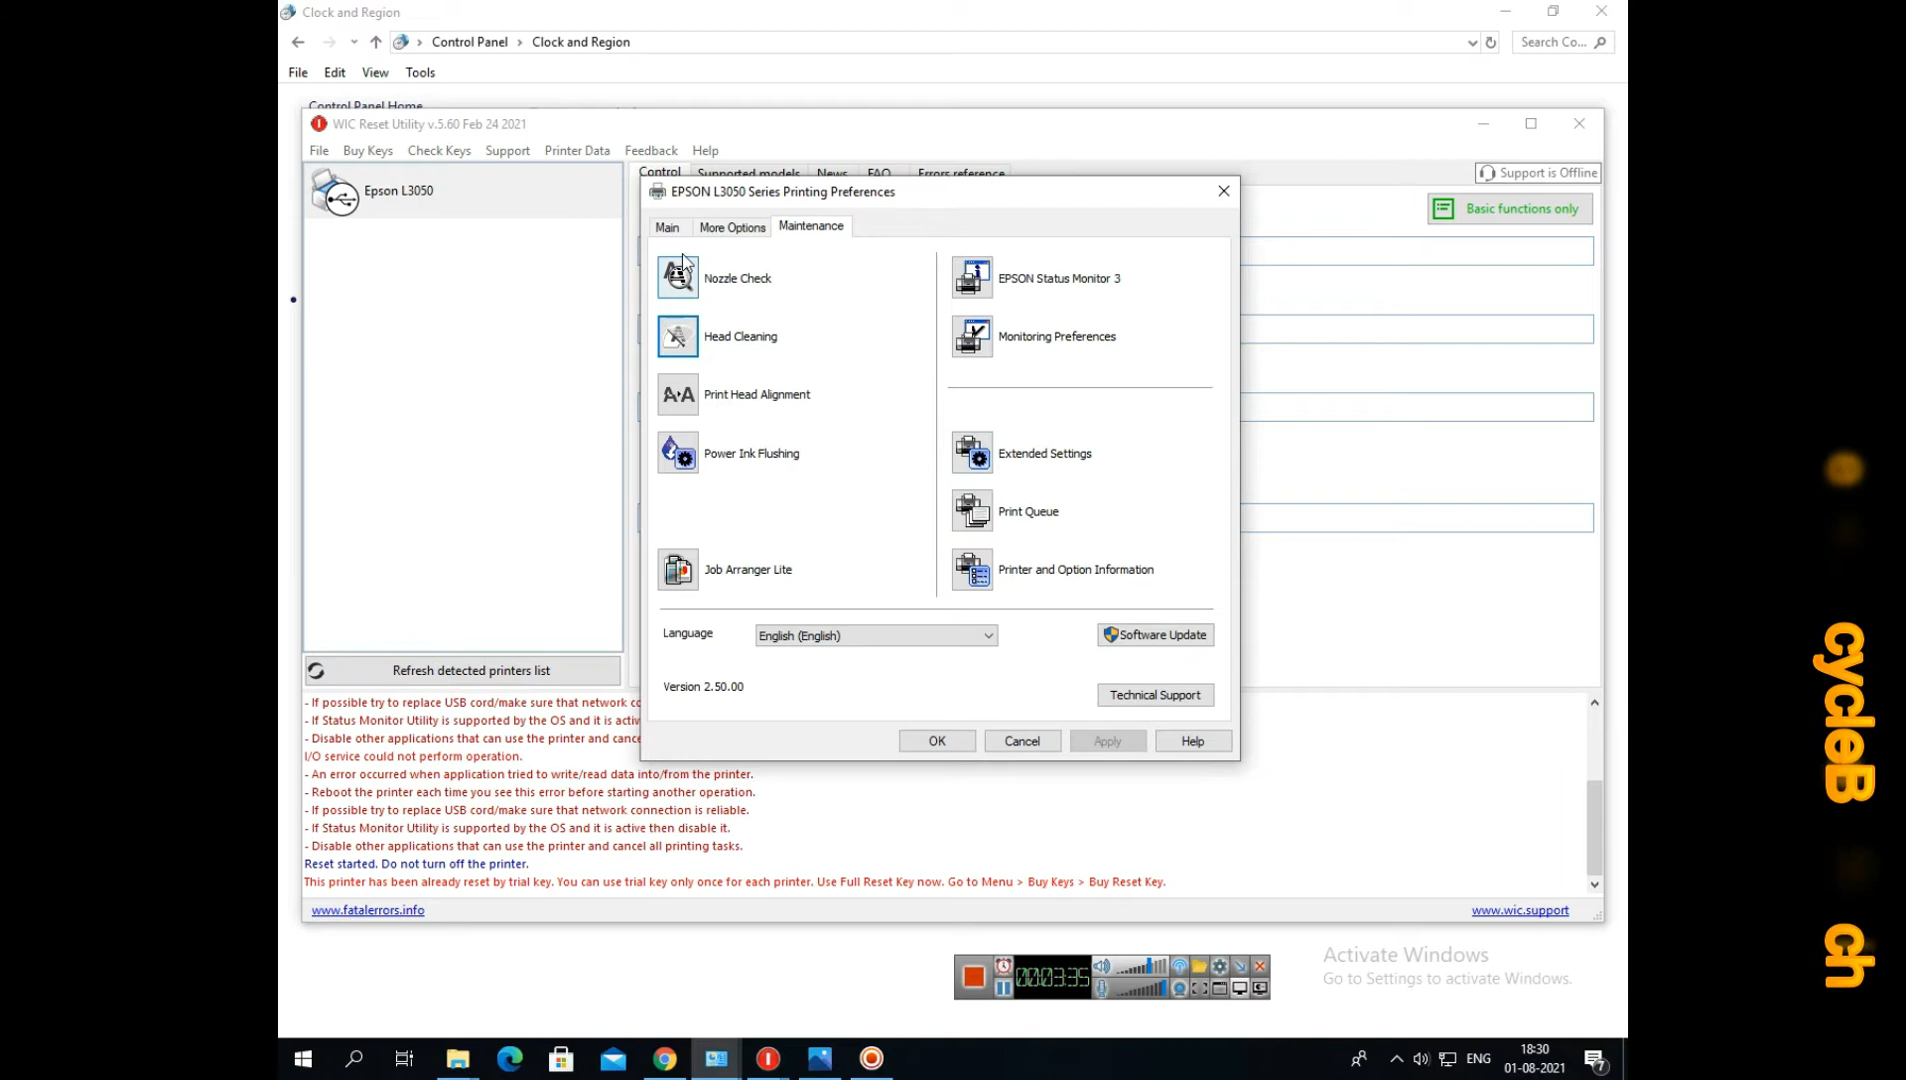 Clock and Region
Control Panel > Clock and Region
Search Co...
File Edit View Tools
Control Panel Home
WIC Reset Utility v.5.60 Feb 24 2021
File Buy Keys Check Keys Support Printer Data Feedback Help
Epson L3050
Control Supported models News FAQ Errors reference
Support is Offline
Basic functions only
EPSON L3050 Series Printing Preferences
Main More Options Maintenance
Nozzle Check
Head Cleaning
Print Head Alignment
Power Ink Flushing
Job Arranger Lite
EPSON Status Monitor 3
Monitoring Preferences
Extended Settings
Print Queue
Printer and Option Information
Language English (English)
Software Update
Version 2.50.00
Technical Support
OK Cancel Apply Help
Refresh detected printers list
- If possible try to replace USB cord/make sure that network
- If Status Monitor Utility is supported by the OS and it is
- Disable other applications that can use the printer and
I/O service could not perform operation.
- An error occurred when application tried to write/read data into/from the printer.
- Reboot the printer each time you see this error before starting another operation.
- If possible try to replace USB cord/make sure that network connection is reliable.
- If Status Monitor Utility is supported by the OS and it is active then disable it.
- Disable other applications that can use the printer and cancel all printing tasks.
Reset started. Do not turn off the printer.
This printer has been already reset by trial key. You can use trial key only once for each printer. Use Full Reset Key now. Go to Menu > Buy Keys > Buy Reset Key.
www.fatalerrors.info
www.wic.support
Activate Windows
Go to Settings to activate Windows.
00:03:35
ENG
18:30
01-08-2021
7
cycleB
ch